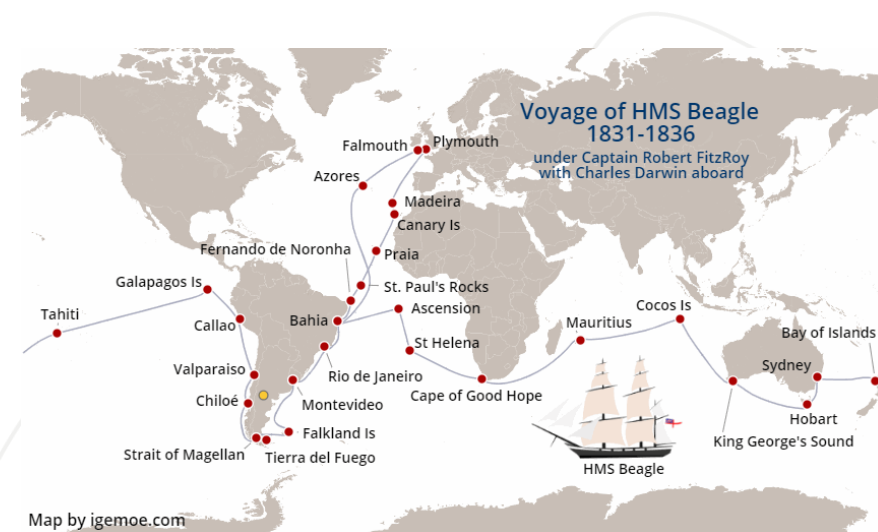 Voyage of HMS Beagle
1831-1836
under Captain Robert FitzRoy
with Charles Darwin aboard
Falmouth
Plymouth
Azores
Madeira
Canary Is
Fernando de Noronha
Praia
Galapagos Is
St. Paul's Rocks
Tahiti
Callao
Bahia
Ascension
Cocos Is
Mauritius
Bay of Islands
St Helena
Valparaiso
Rio de Janeiro
Sydney
Chiloé
Montevideo
Cape of Good Hope
Hobart
Falkland Is
King George's Sound
Strait of Magellan
Tierra del Fuego
HMS Beagle
Map by igemoe.com